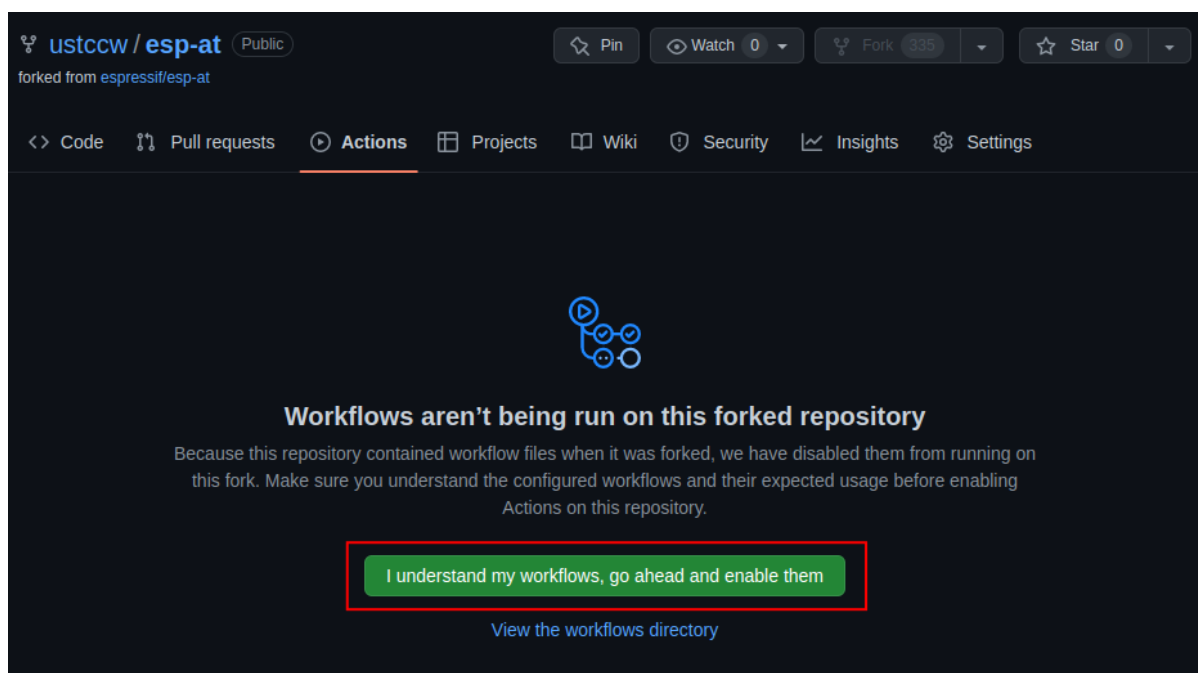 ustccw / esp-at Public Pin Watch 0 Fork 335 Star 0
forked from espressif/esp-at
<> Code Pull requests Actions Projects Wiki Security Insights Settings
Workflows aren’t being run on this forked repository
Because this repository contained workflow files when it was forked, we have disabled them from running on
this fork. Make sure you understand the configured workflows and their expected usage before enabling
Actions on this repository.
I understand my workflows, go ahead and enable them
View the workflows directory